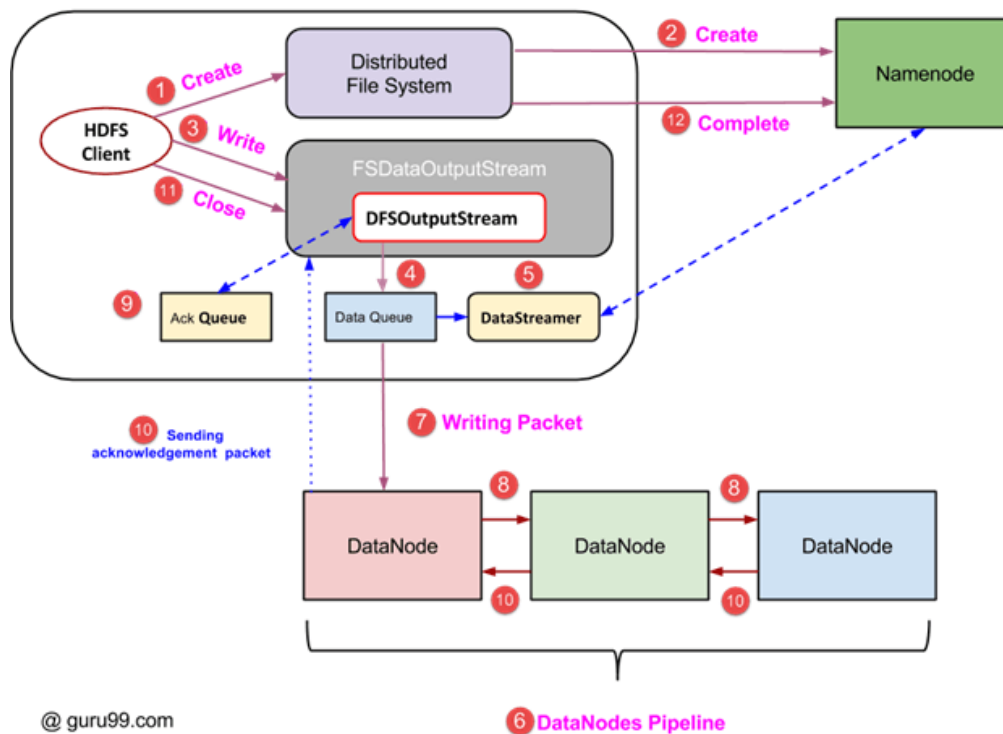 2 Create
Distributed
File System
Namenode
1 Create
12 Complete
HDFS
Client
3 Write
FSDataOutputStream
11 Close
DFSOutputStream
4
5
9
Ack Queue
Data Queue
DataStreamer
7 Writing Packet
10 Sending
acknowledgement packet
8
8
DataNode
DataNode
DataNode
10
10
@ guru99.com
6 DataNodes Pipeline